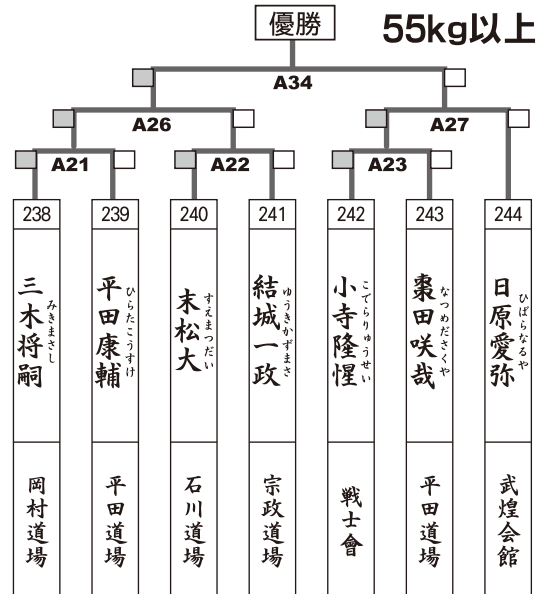 優勝
55kg以上
A34
A26
A27
A21
A22
A23
238
239
240
241
242
243
244
三木将嗣
みきまさし
平田康輔
ひらたこうすけ
末松大
すえまつだい
結城一政
ゆうきかずまさ
小寺隆惺
こでらりゅうせい
棗田咲哉
なつめださくや
日原愛弥
ひばらなるや
岡村道場
平田道場
石川道場
宗政道場
戦士會
平田道場
武煌会館